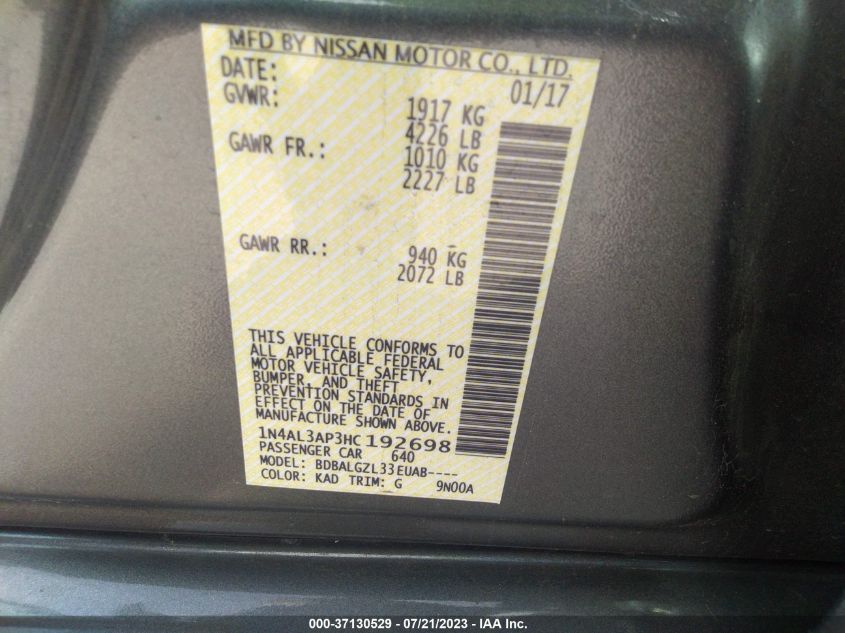 MFD BY NISSAN MOTOR CO., LTD.
DATE: 01/17
GVWR: 1917 KG
4226 LB
GAWR FR.: 1010 KG
2227 LB
GAWR RR.: 940 KG
2072 LB
THIS VEHICLE CONFORMS TO
ALL APPLICABLE FEDERAL
MOTOR VEHICLE SAFETY,
BUMPER, AND THEFT
PREVENTION STANDARDS IN
EFFECT ON THE DATE OF
MANUFACTURE SHOWN ABOVE.
1N4AL3AP3HC192698
PASSENGER CAR 640
MODEL: BDBALGZL33EUAB----
COLOR: KAD TRIM: G 9N00A
000-37130529 - 07/21/2023 - IAA Inc.